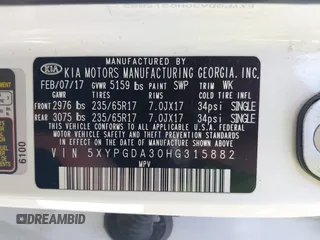 MANUFACTURED BY
KIA KIA MOTORS MANUFACTURING GEORGIA, INC.
FEB/07/17 GVWR 5159 lbs PAINT SWP TRIM WK
GAWR TIRES RIMS COLD TIRE INF PRESS
FRONT 2976 lbs 235/65R17 7.0JX17 34psi SINGLE
REAR 3075 lbs 235/65R17 7.0JX17 34psi SINGLE
THIS VEHICLE CONFORMS TO ALL APPLICABLE FEDERAL
MOTOR VEHICLE SAFETY AND THEFT PREVENTION STANDARDS
IN EFFECT ON THE DATE OF MANUFACTURE SHOWN ABOVE.
VIN 5XYPGDA30HG315882
MPV
6100
DREAMBID